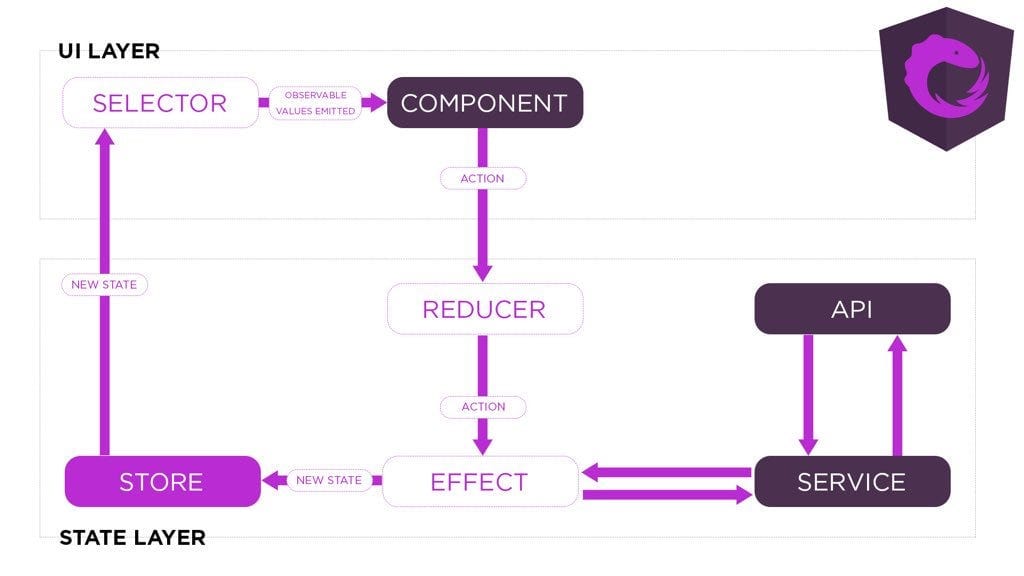 UI LAYER
SELECTOR
OBSERVABLE
VALUES EMITTED
COMPONENT
ACTION
NEW STATE
REDUCER
API
ACTION
STORE
NEW STATE
EFFECT
SERVICE
STATE LAYER